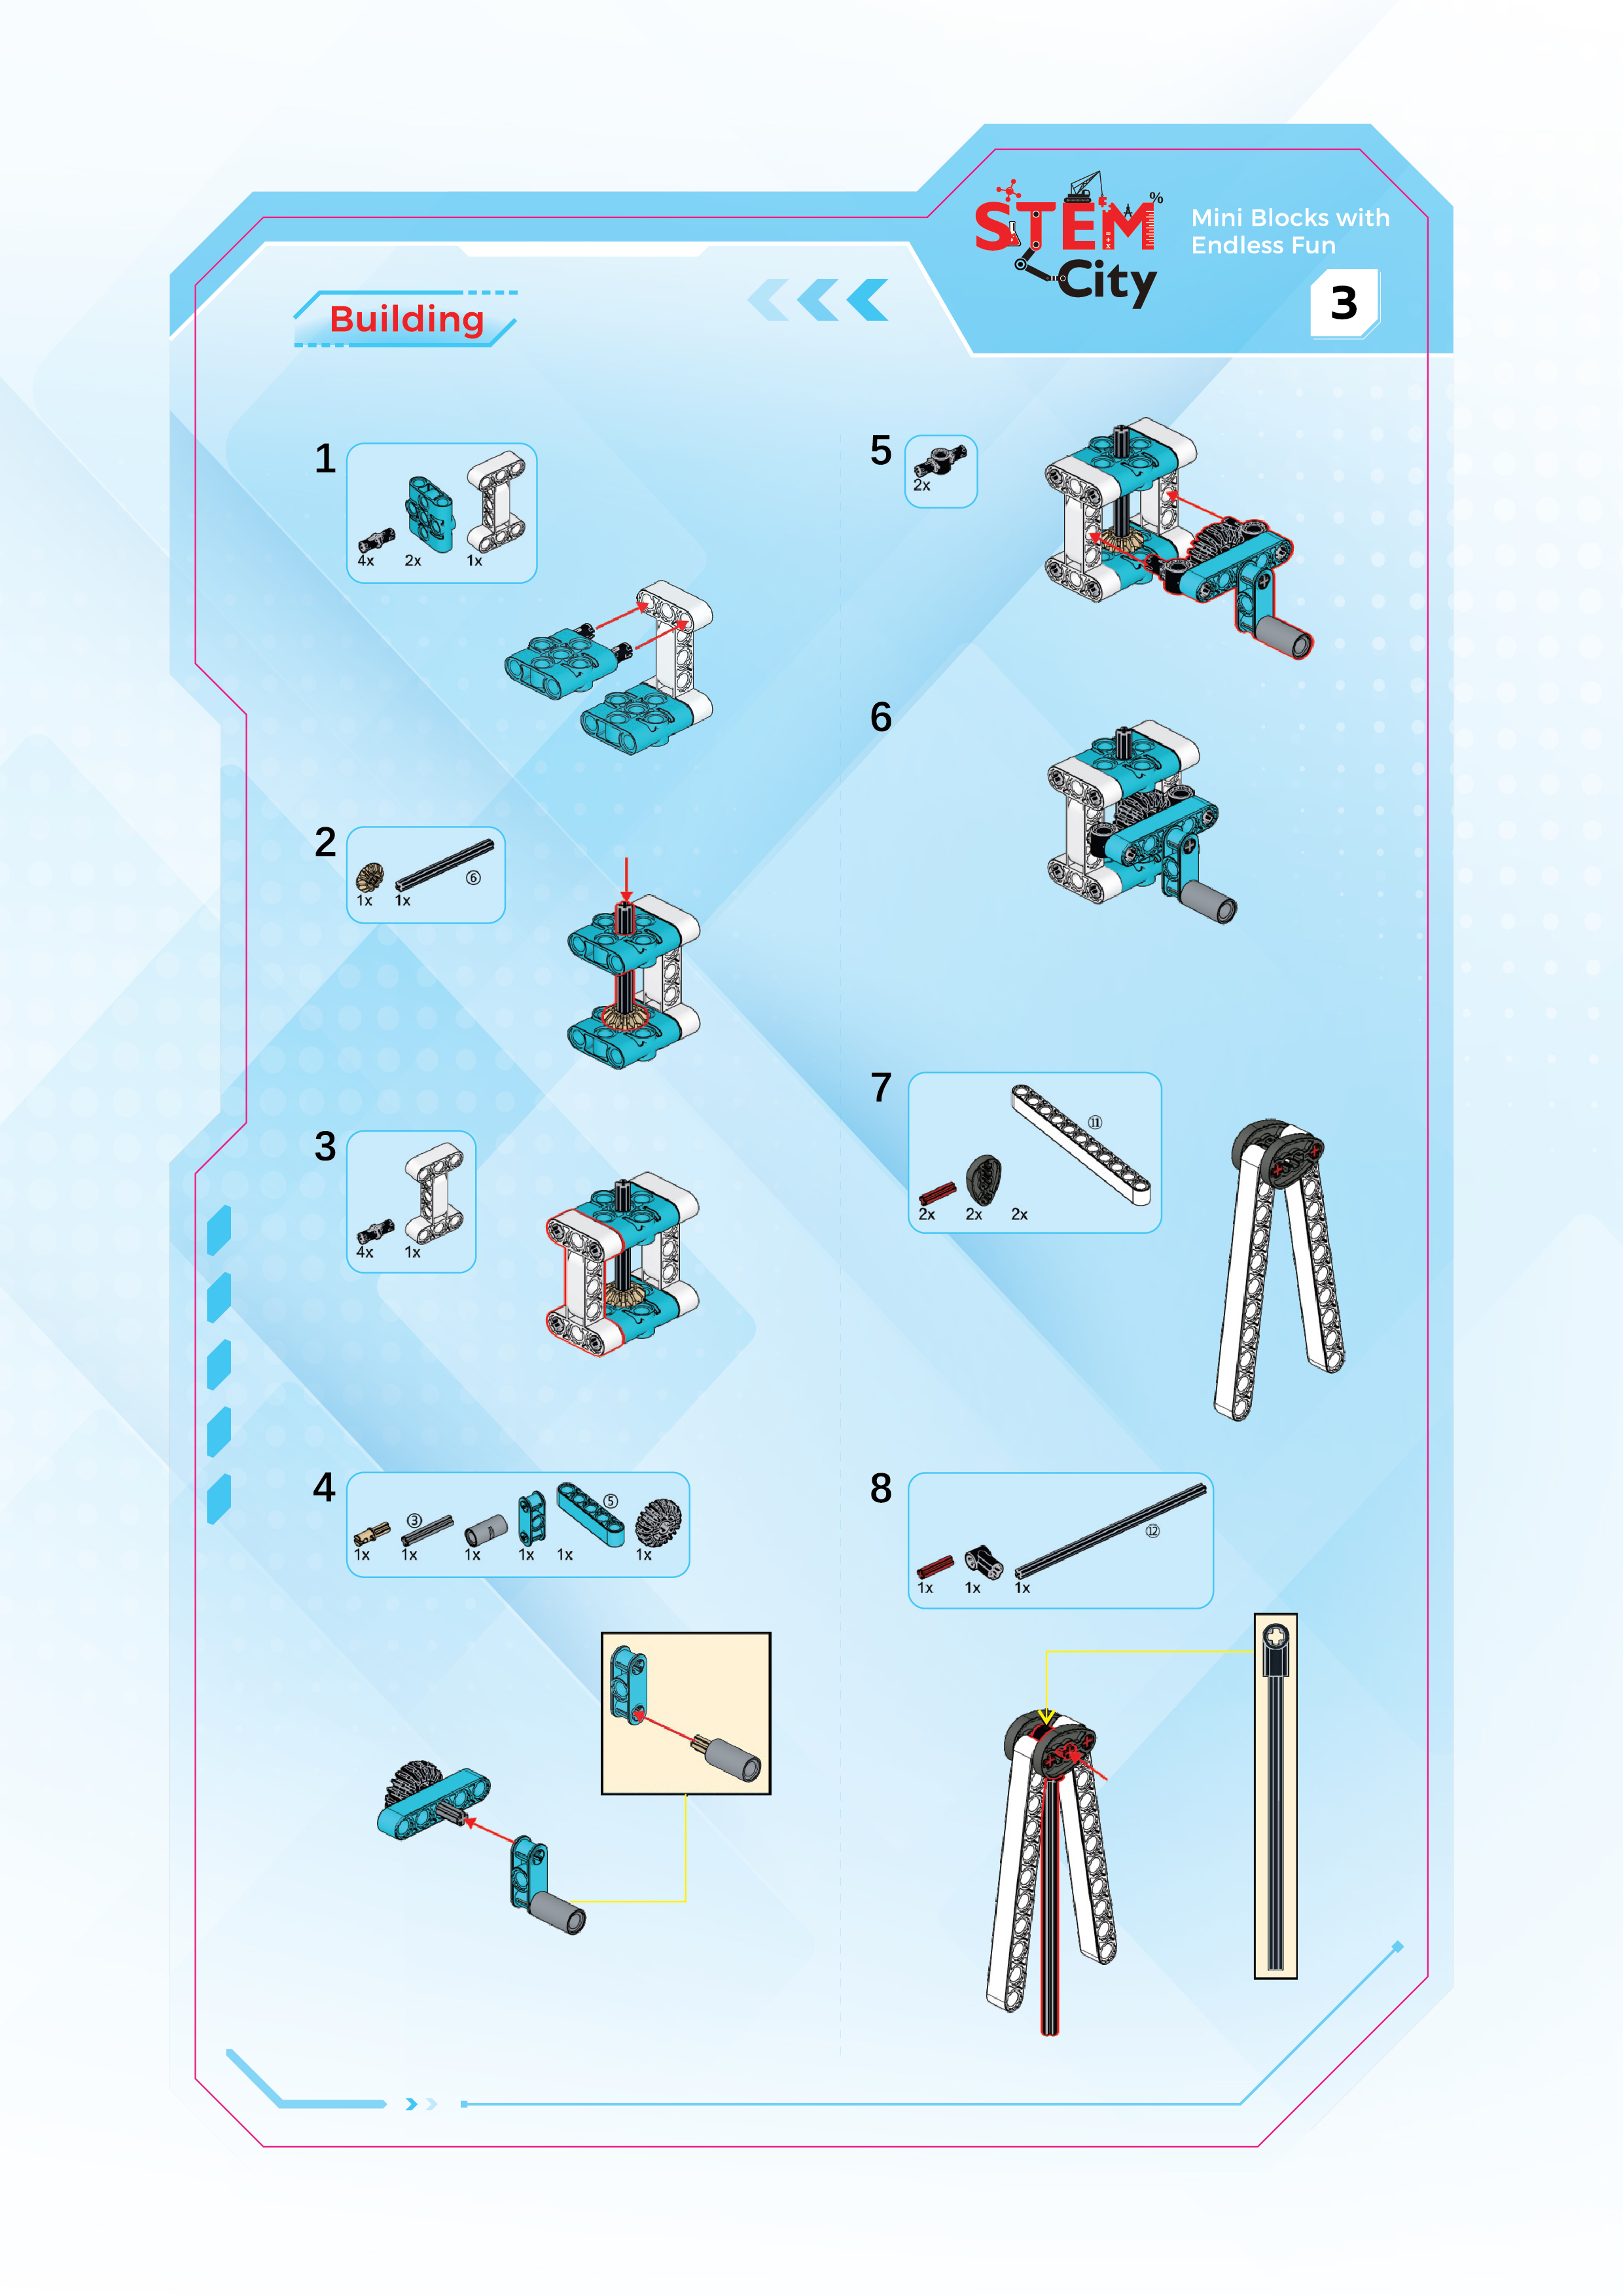 STEM %
City
Mini Blocks with
Endless Fun
3
Building
1
4x 2x 1x
2
⑥
1x 1x
3
4x 1x
4
③ ⑤
1x 1x 1x 1x 1x 1x
5
2x
6
7
⑪
2x 2x 2x
8
⑫
1x 1x 1x